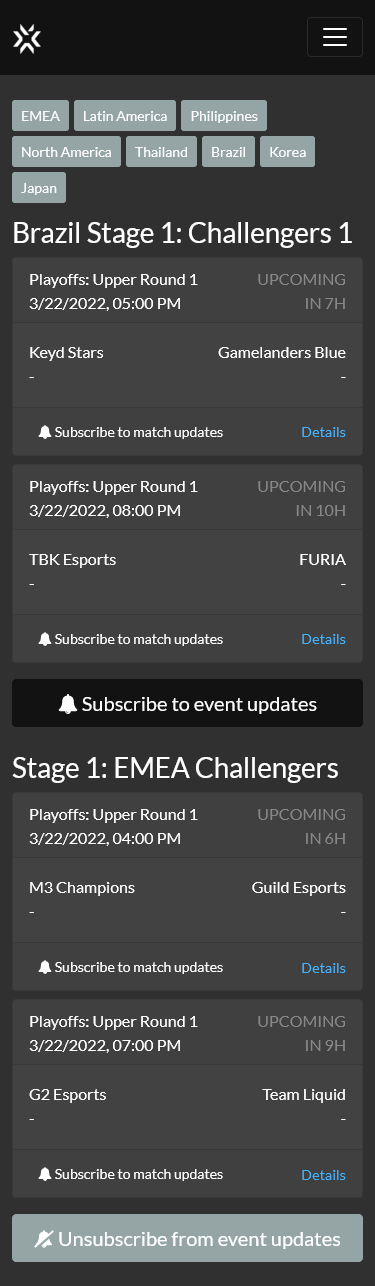 EMEA Latin America Philippines
North America Thailand Brazil Korea
Japan
Brazil Stage 1: Challengers 1
Playoffs: Upper Round 1 UPCOMING
3/22/2022, 05:00 PM IN 7H
Keyd Stars Gamelanders Blue
- -
Subscribe to match updates Details
Playoffs: Upper Round 1 UPCOMING
3/22/2022, 08:00 PM IN 10H
TBK Esports FURIA
- -
Subscribe to match updates Details
Subscribe to event updates
Stage 1: EMEA Challengers
Playoffs: Upper Round 1 UPCOMING
3/22/2022, 04:00 PM IN 6H
M3 Champions Guild Esports
- -
Subscribe to match updates Details
Playoffs: Upper Round 1 UPCOMING
3/22/2022, 07:00 PM IN 9H
G2 Esports Team Liquid
- -
Subscribe to match updates Details
Unsubscribe from event updates